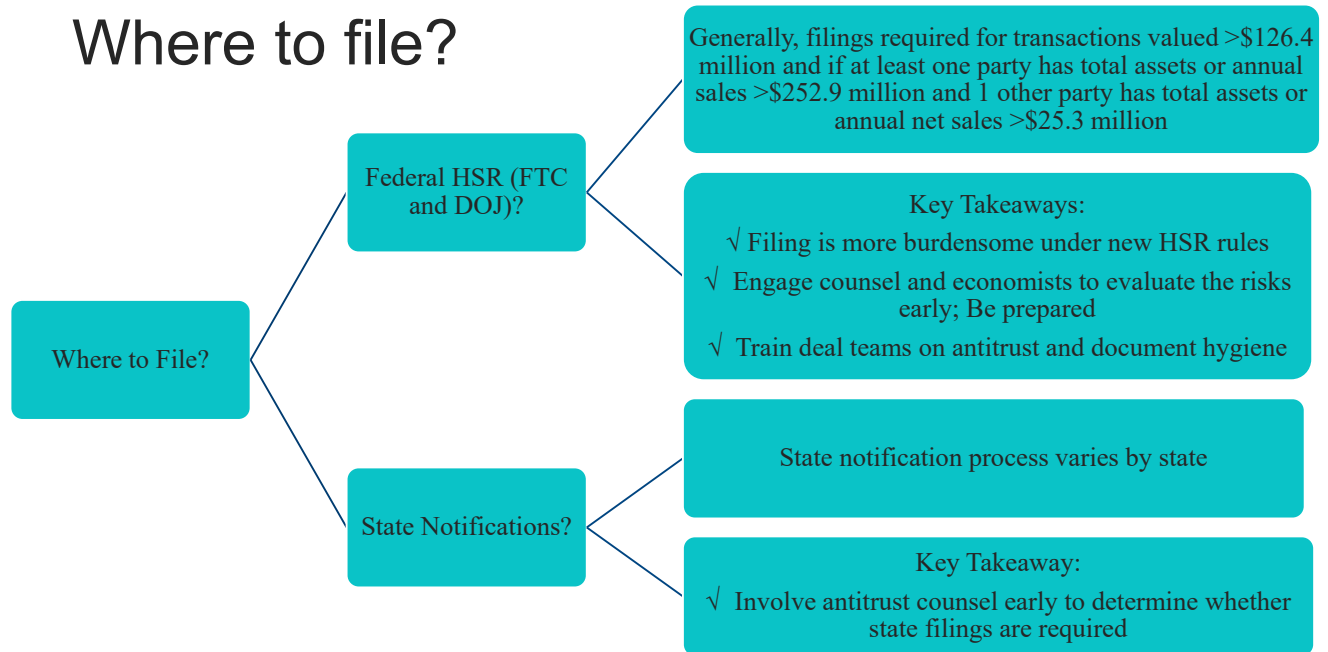 Where to file?
Where to File?
Federal HSR (FTC
and DOJ)?
Generally, filings required for transactions valued >$126.4
million and if at least one party has total assets or annual
sales >$252.9 million and 1 other party has total assets or
annual net sales >$25.3 million
Key Takeaways:
√ Filing is more burdensome under new HSR rules
√ Engage counsel and economists to evaluate the risks
early; Be prepared
√ Train deal teams on antitrust and document hygiene
State Notifications?
State notification process varies by state
Key Takeaway:
√ Involve antitrust counsel early to determine whether
state filings are required